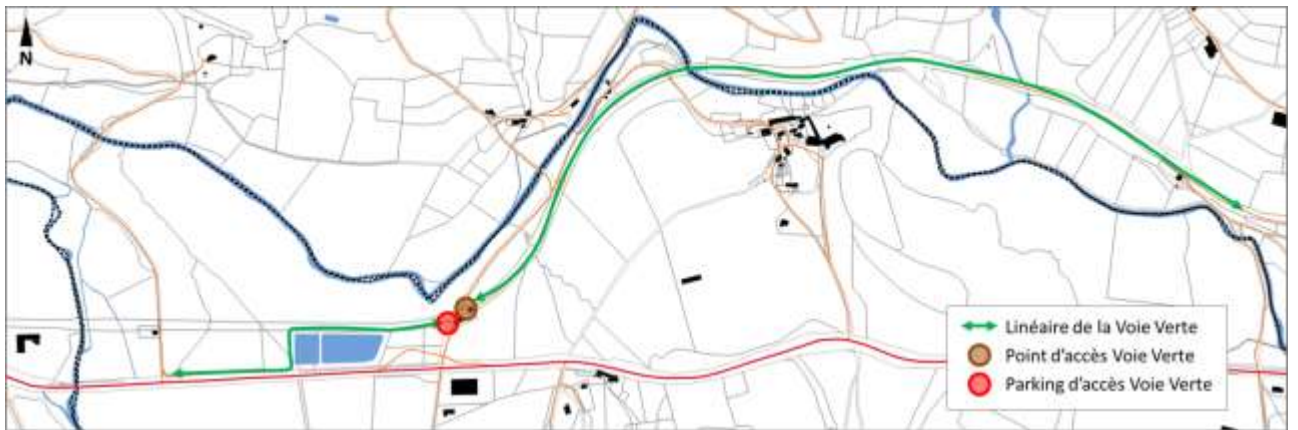 N
Linéaire de la Voie Verte
Point d'accès Voie Verte
Parking d'accès Voie Verte